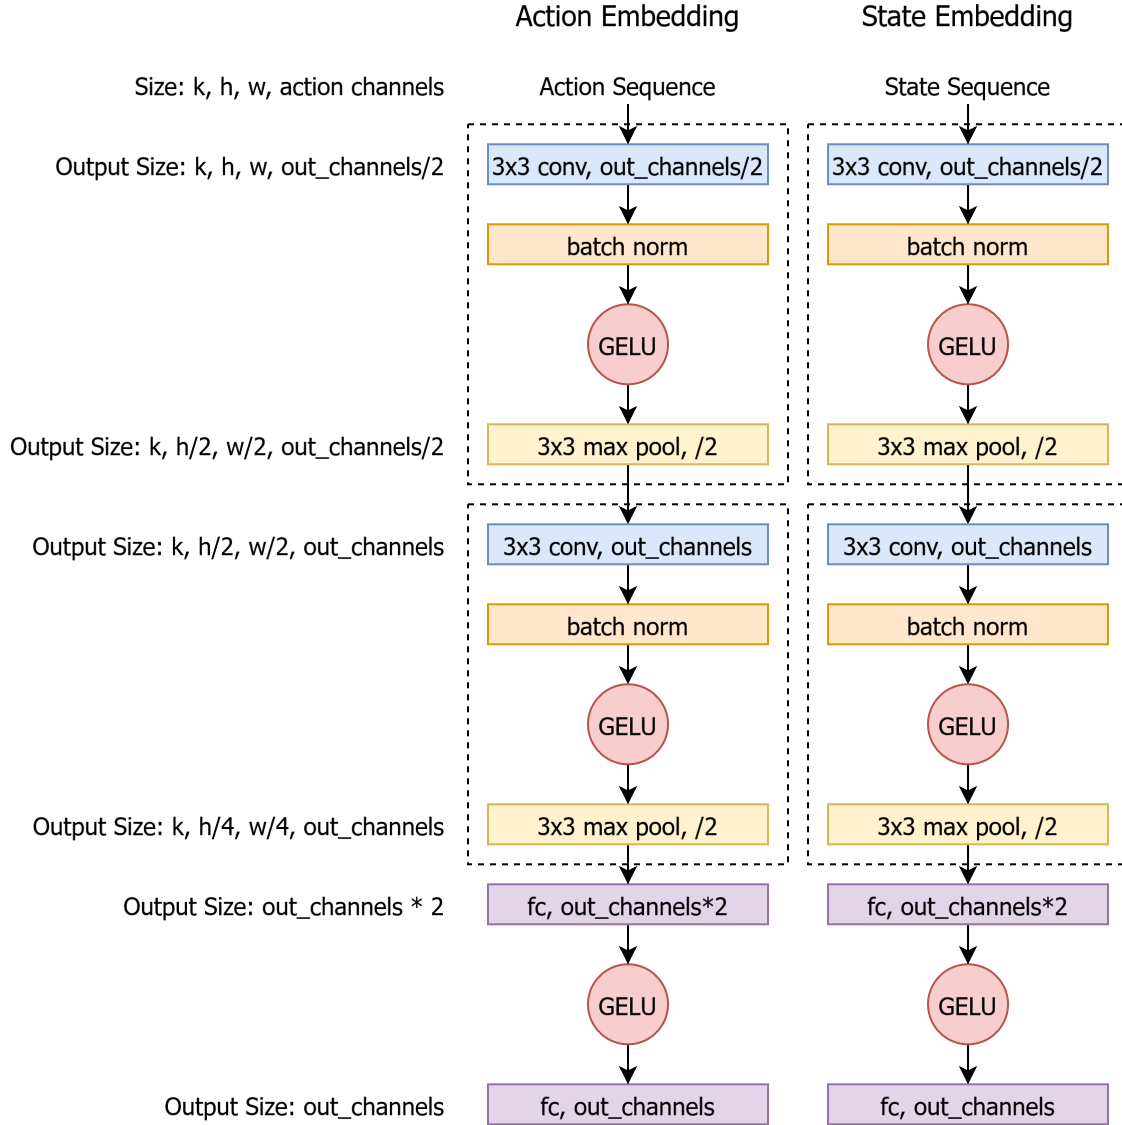 Action Embedding
State Embedding
Size: k, h, w, action channels
Action Sequence
State Sequence
Output Size: k, h, w, out_channels/2
3x3 conv, out_channels/2
3x3 conv, out_channels/2
batch norm
batch norm
GELU
GELU
Output Size: k, h/2, w/2, out_channels/2
3x3 max pool, /2
3x3 max pool, /2
Output Size: k, h/2, w/2, out_channels
3x3 conv, out_channels
3x3 conv, out_channels
batch norm
batch norm
GELU
GELU
Output Size: k, h/4, w/4, out_channels
3x3 max pool, /2
3x3 max pool, /2
Output Size: out_channels * 2
fc, out_channels*2
fc, out_channels*2
GELU
GELU
Output Size: out_channels
fc, out_channels
fc, out_channels